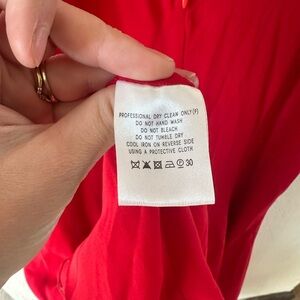 PROFESSIONAL DRY CLEAN ONLY(P)
DO NOT HAND WASH
DO NOT BLEACH
DO NOT TUMBLE DRY
COOL IRON ON REVERSE SIDE
USING A PROTECTIVE CLOTH
P 30